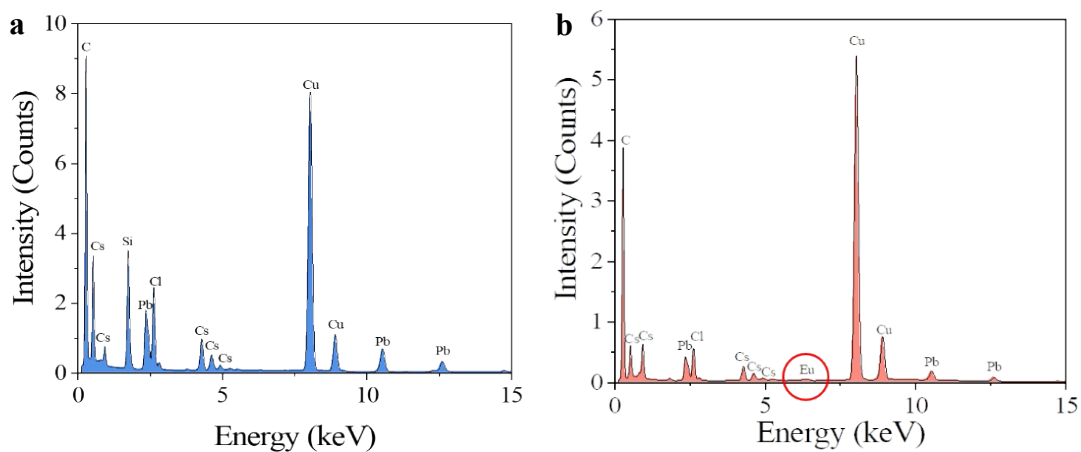 a
10
8
6
4
2
0
0
5
10
15
Intensity (Counts)
Energy (keV)
C
Cs
Cs
Si
Pb
Cl
Cs
Cs
Cs
Cu
Cu
Pb
Pb
b
6
5
4
3
2
1
0
0
5
10
15
Intensity (Counts)
Energy (keV)
C
Cs
Cs
Pb
Cl
Cs
Cs
Cs
Eu
Cu
Cu
Pb
Pb